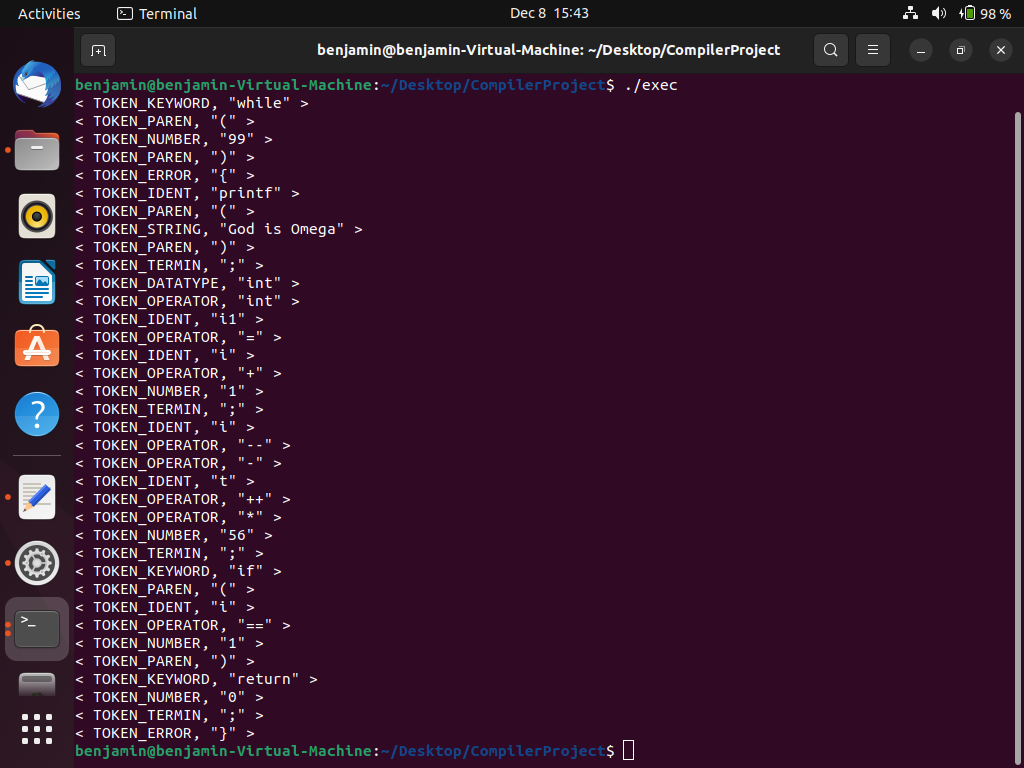 Activities Terminal Dec 8 15:43 98 %
benjamin@benjamin-Virtual-Machine: ~/Desktop/CompilerProject
benjamin@benjamin-Virtual-Machine:~/Desktop/CompilerProject$ ./exec
< TOKEN_KEYWORD, "while" >
< TOKEN_PAREN, "(" >
< TOKEN_NUMBER, "99" >
< TOKEN_PAREN, ")" >
< TOKEN_ERROR, "{" >
< TOKEN_IDENT, "printf" >
< TOKEN_PAREN, "(" >
< TOKEN_STRING, "God is Omega" >
< TOKEN_PAREN, ")" >
< TOKEN_TERMIN, ";" >
< TOKEN_DATATYPE, "int" >
< TOKEN_OPERATOR, "int" >
< TOKEN_IDENT, "i1" >
< TOKEN_OPERATOR, "=" >
< TOKEN_IDENT, "i" >
< TOKEN_OPERATOR, "+" >
< TOKEN_NUMBER, "1" >
< TOKEN_TERMIN, ";" >
< TOKEN_IDENT, "i" >
< TOKEN_OPERATOR, "--" >
< TOKEN_OPERATOR, "-" >
< TOKEN_IDENT, "t" >
< TOKEN_OPERATOR, "++" >
< TOKEN_OPERATOR, "*" >
< TOKEN_NUMBER, "56" >
< TOKEN_TERMIN, ";" >
< TOKEN_KEYWORD, "if" >
< TOKEN_PAREN, "(" >
< TOKEN_IDENT, "i" >
< TOKEN_OPERATOR, "==" >
< TOKEN_NUMBER, "1" >
< TOKEN_PAREN, ")" >
< TOKEN_KEYWORD, "return" >
< TOKEN_NUMBER, "0" >
< TOKEN_TERMIN, ";" >
< TOKEN_ERROR, "}" >
benjamin@benjamin-Virtual-Machine:~/Desktop/CompilerProject$